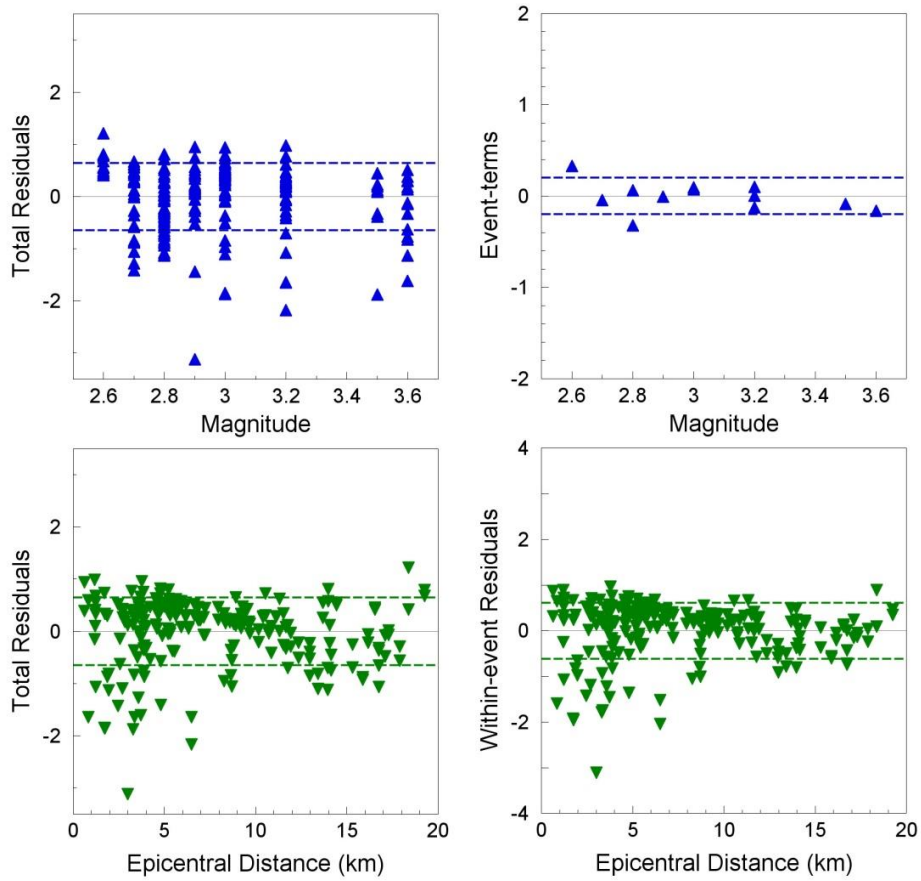 2
0
-2
2.6 2.8 3 3.2 3.4 3.6
Magnitude
Total Residuals
2
1
0
-1
-2
2.6 2.8 3 3.2 3.4 3.6
Magnitude
Event-terms
2
0
-2
0 5 10 15 20
Epicentral Distance (km)
Total Residuals
4
2
0
-2
-4
0 5 10 15 20
Epicentral Distance (km)
Within-event Residuals